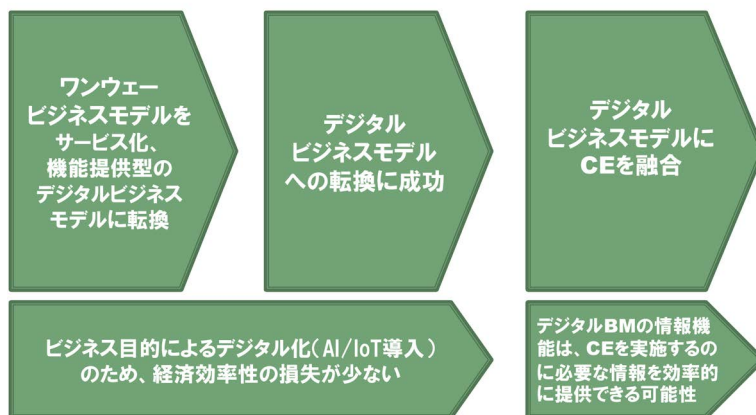 ワンウェー
ビジネスモデルを
サービス化、
機能提供型の
デジタルビジネス
モデルに転換
デジタル
ビジネスモデル
への転換に成功
デジタル
ビジネスモデルに
CEを融合
ビジネス目的によるデジタル化(AI/IoT導入)
のため、経済効率性の損失が少ない
デジタルBMの情報機
能は、CEを実施するの
に必要な情報を効率的
に提供できる可能性